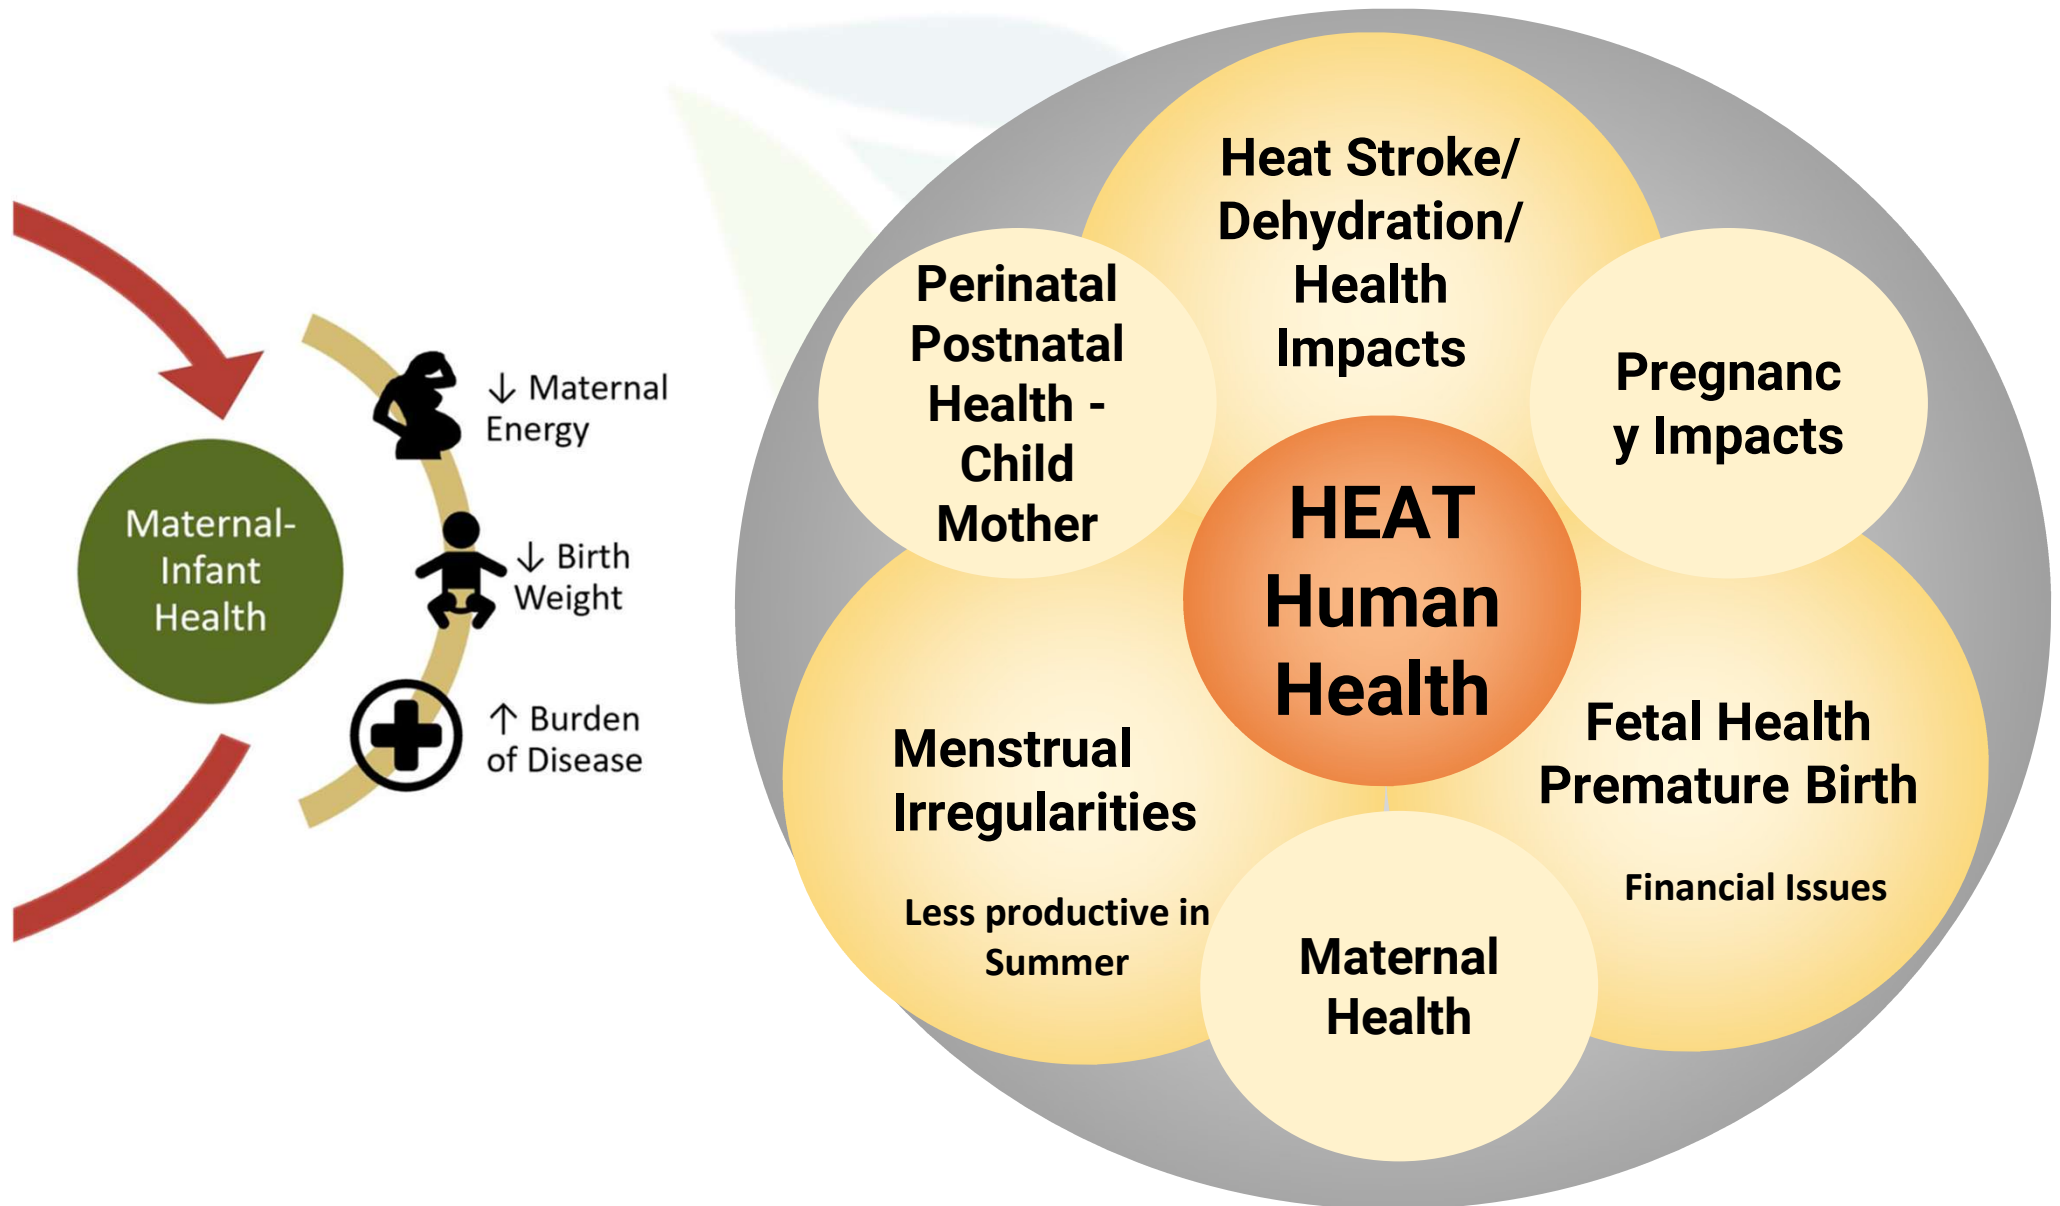 Maternal-
Infant
Health
↓ Maternal
Energy
↓ Birth
Weight
↑ Burden
of Disease
Heat Stroke/
Dehydration/
Health
Impacts
Perinatal
Postnatal
Health -
Child
Mother
Pregnanc
y Impacts
HEAT
Human
Health
Menstrual
Irregularities
Less productive in
Summer
Fetal Health
Premature Birth
Financial Issues
Maternal
Health